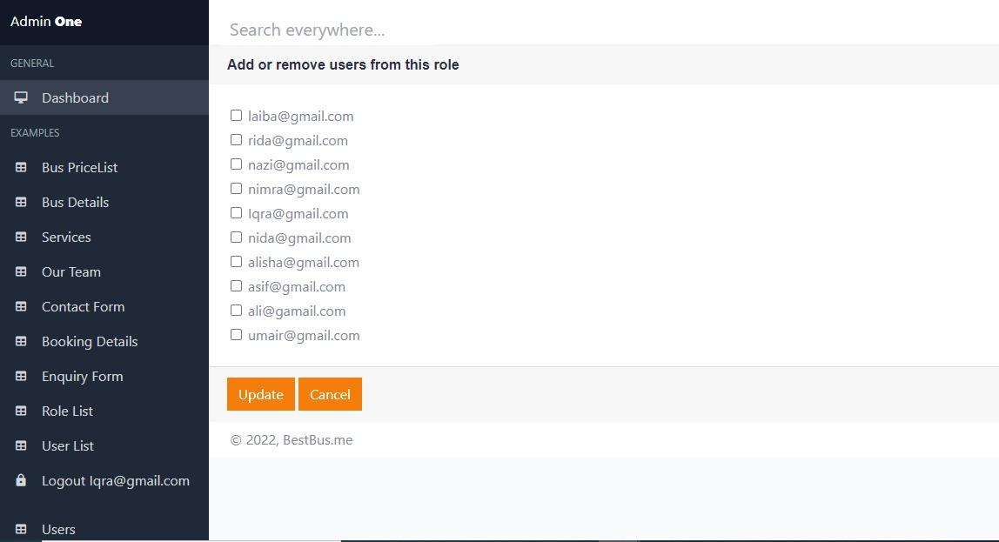 Admin One
GENERAL
Dashboard
EXAMPLES
Bus PriceList
Bus Details
Services
Our Team
Contact Form
Booking Details
Enquiry Form
Role List
User List
Logout Iqra@gmail.com
Users
Search everywhere...
Add or remove users from this role
laiba@gmail.com
rida@gmail.com
nazi@gmail.com
nimra@gmail.com
Iqra@gmail.com
nida@gmail.com
alisha@gmail.com
asif@gmail.com
ali@gamail.com
umair@gmail.com
Update Cancel
© 2022, BestBus.me